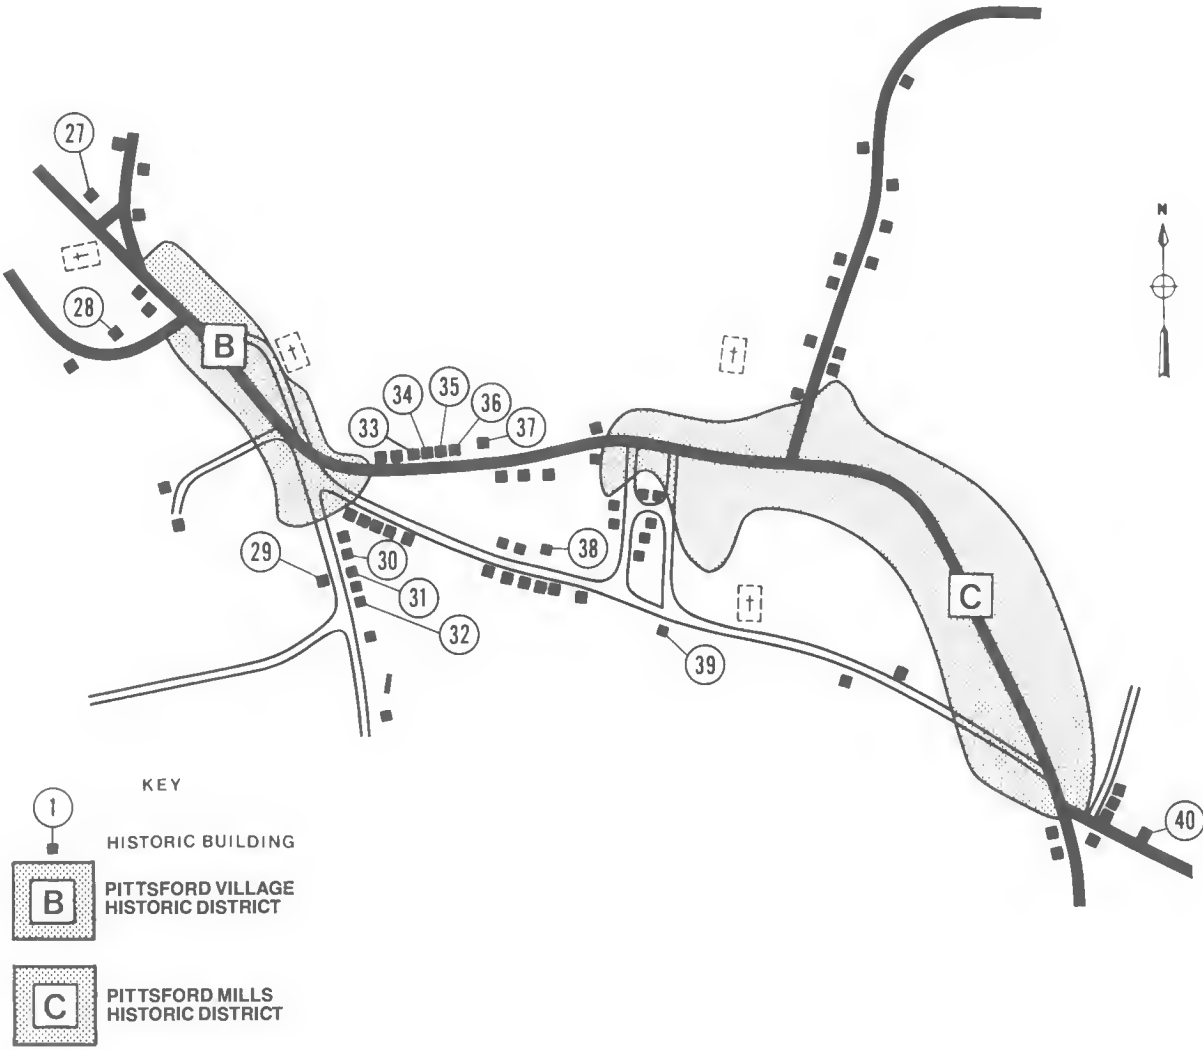 27
N
28
B
35
34
36
33
37
38
29
30
31
C
32
39
KEY
1
40
HISTORIC BUILDING
B
PITTSFORD VILLAGE
HISTORIC DISTRICT
C
PITTSFORD MILLS
HISTORIC DISTRICT